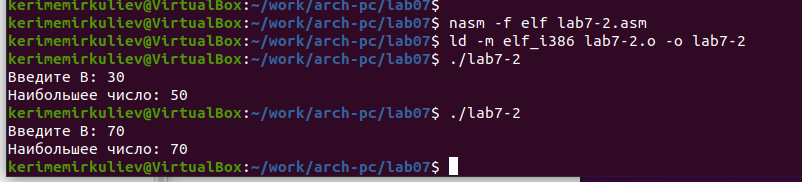 kerimemirkuliev@VirtualBox:~/work/arch-pc/lab07$
kerimemirkuliev@VirtualBox:~/work/arch-pc/lab07$ nasm -f elf lab7-2.asm
kerimemirkuliev@VirtualBox:~/work/arch-pc/lab07$ ld -m elf_i386 lab7-2.o -o lab7-2
kerimemirkuliev@VirtualBox:~/work/arch-pc/lab07$ ./lab7-2
Введите В: 30
Наибольшее число: 50
kerimemirkuliev@VirtualBox:~/work/arch-pc/lab07$ ./lab7-2
Введите В: 70
Наибольшее число: 70
kerimemirkuliev@VirtualBox:~/work/arch-pc/lab07$